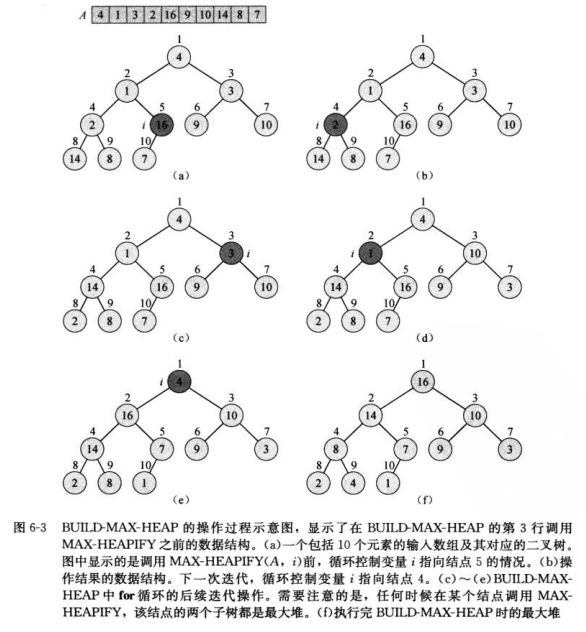 A 4 1 3 2 16 9 10 14 8 7
1
4
2 3
1 3
4 5 6 7
2 i 16 9 10
8 9 10
14 8 7
(a)
1
4
2 3
1 3
4 5 6 7
i 2 16 9 10
8 9 10
14 8 7
(b)
1
4
2 3
1 3 i
4 5 6 7
14 16 9 10
8 9 10
2 8 7
(c)
1
4
2 3
i 1 10
4 5 6 7
14 16 9 3
8 9 10
2 8 7
(d)
1
i 4
2 3
16 10
4 5 6 7
14 7 9 3
8 9 10
2 8 1
(e)
1
16
2 3
14 10
4 5 6 7
8 7 9 3
8 9 10
2 4 1
(f)
图 6-3 BUILD-MAX-HEAP 的操作过程示意图，显示了在 BUILD-MAX-HEAP 的第 3 行调用
MAX-HEAPIFY 之前的数据结构。(a)一个包括 10 个元素的输入数组及其对应的二叉树。
图中显示的是调用 MAX-HEAPIFY(A, i)前，循环控制变量 i 指向结点 5 的情况。(b)操
作结果的数据结构。下一次迭代，循环控制变量 i 指向结点 4。(c)～(e)BUILD-MAX-
HEAP 中 for 循环的后续迭代操作。需要注意的是，任何时候在某个结点调用 MAX-
HEAPIFY，该结点的两个子树都是最大堆。(f)执行完 BUILD-MAX-HEAP 时的最大堆